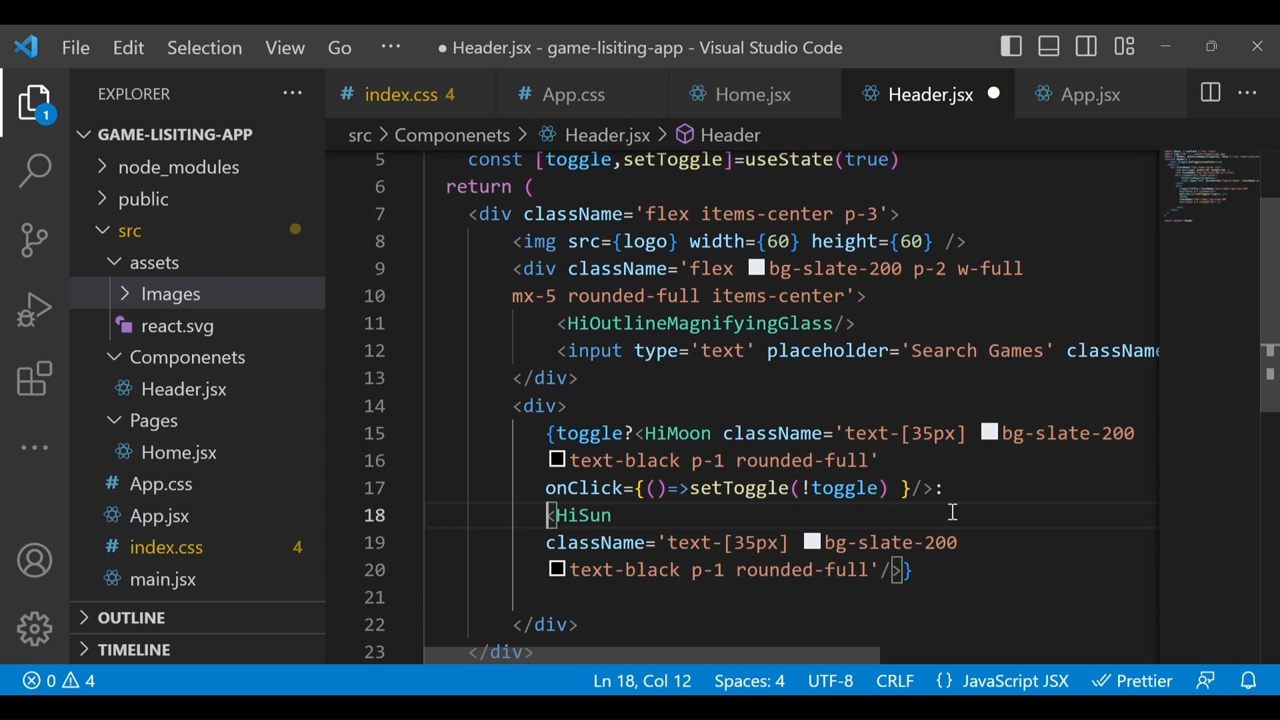 File Edit Selection View Go ··· ● Header.jsx - game-lisiting-app - Visual Studio Code
EXPLORER ···
# index.css 4 # App.css Home.jsx Header.jsx ● App.jsx ···
src > Componenets > Header.jsx > Header
1
GAME-LISITING-APP
node_modules
public
src
assets
Images
react.svg
Componenets
Header.jsx
Pages
Home.jsx
# App.css
App.jsx
# index.css 4
main.jsx
OUTLINE
TIMELINE
5 const [toggle,setToggle]=useState(true)
6 return (
7 <div className='flex items-center p-3'>
8 <img src={logo} width={60} height={60} />
9 <div className='flex bg-slate-200 p-2 w-full
10 mx-5 rounded-full items-center'>
11 <HiOutlineMagnifyingGlass/>
12 <input type='text' placeholder='Search Games' className
13 </div>
14 <div>
15 {toggle?<HiMoon className='text-[35px] bg-slate-200
16 text-black p-1 rounded-full'
17 onClick={()=>setToggle(!toggle) }/>:
18 <HiSun
19 className='text-[35px] bg-slate-200
20 text-black p-1 rounded-full'/>}
21
22 </div>
23 </div>
0 4 Ln 18, Col 12 Spaces: 4 UTF-8 CRLF {} JavaScript JSX Prettier